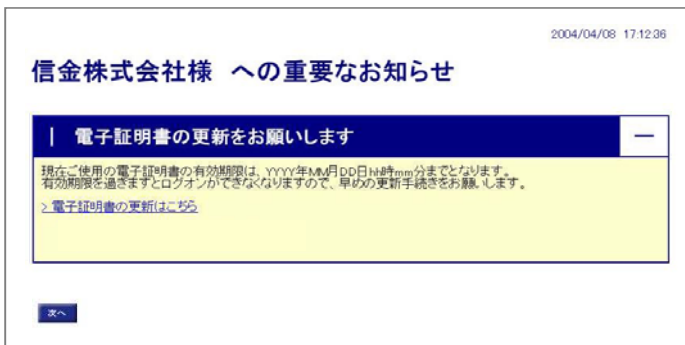 2004/04/08 17:12:36
信金株式会社様 への重要なお知らせ
| 電子証明書の更新をお願いします
現在ご使用の電子証明書の有効期限は、YYYY年MM月DD日hh時mm分までとなります。
有効期限を過ぎますとログオンができなくなりますので、早めの更新手続きをお願いします。
> 電子証明書の更新はこちら
次へ